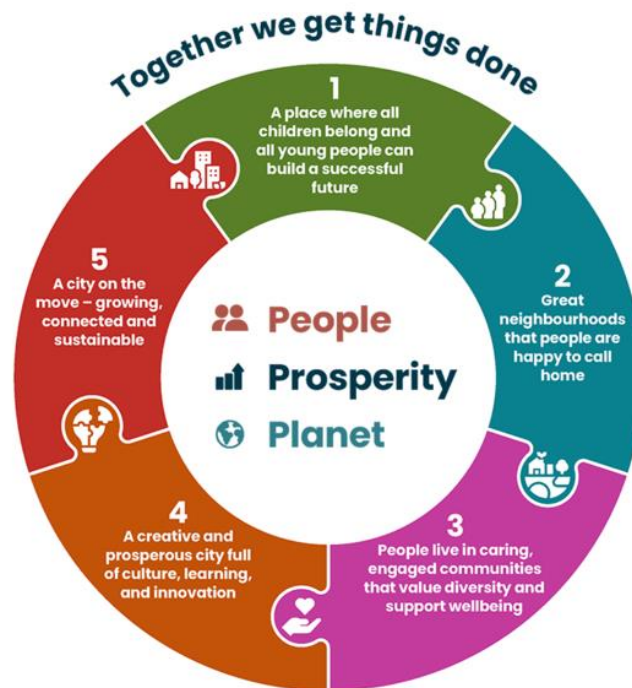 Together we get things done
1
A place where all
children belong and
all young people can
build a successful
future
2
Great
neighbourhoods
that people are
happy to call
home
3
People live in caring,
engaged communities
that value diversity and
support wellbeing
4
A creative and
prosperous city full
of culture, learning,
and innovation
5
A city on the
move – growing,
connected and
sustainable
People
Prosperity
Planet